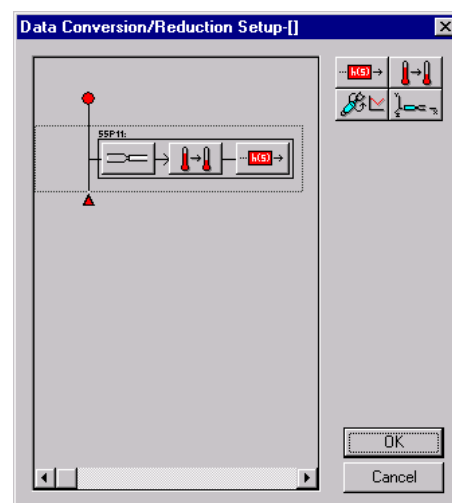 Data Conversion/Reduction Setup-[]
h(s)
55P11:
h(s)
OK
Cancel